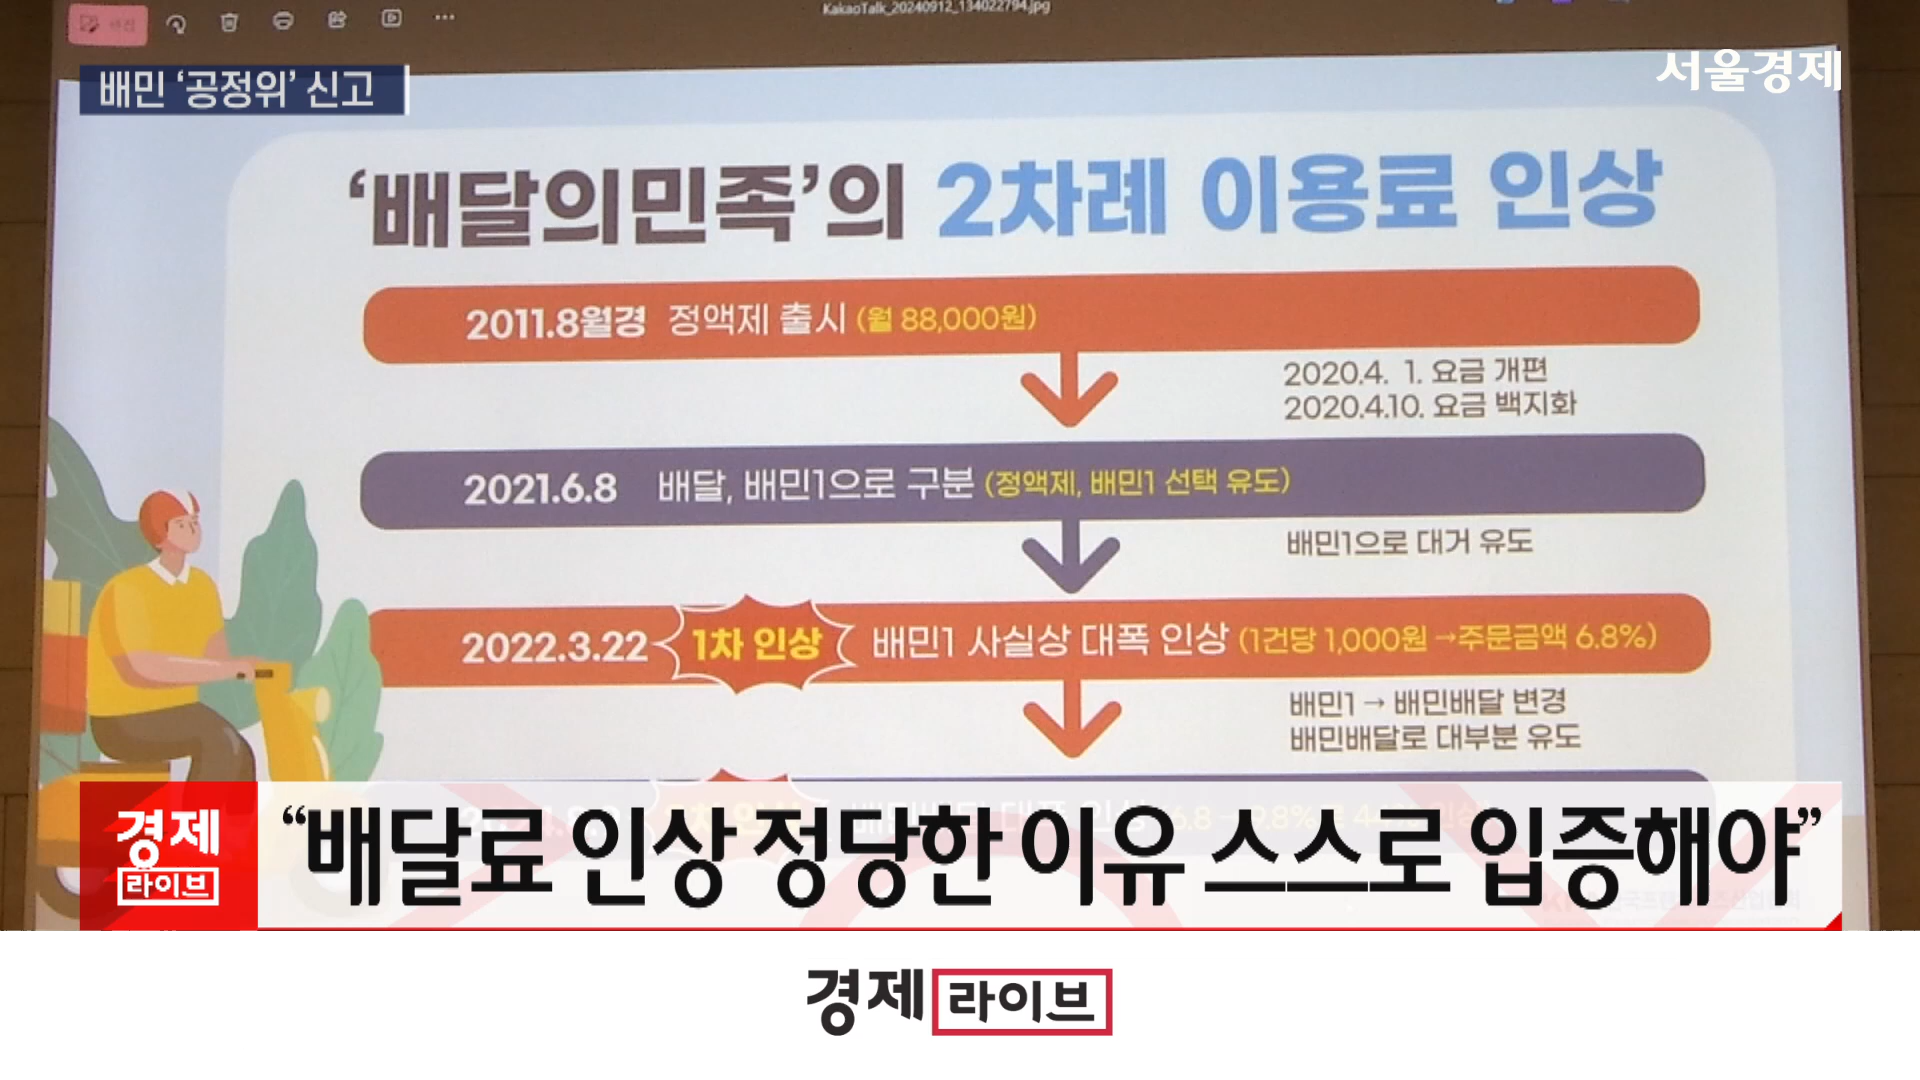 KakaoTalk_20240912_134022794.jpg
배민 ‘공정위’ 신고
서울경제
‘배달의민족’의 2차례 이용료 인상
2011.8월경 정액제 출시 (월 88,000원)
2020.4. 1. 요금 개편
2020.4.10. 요금 백지화
2021.6.8 배달, 배민1으로 구분 (정액제, 배민1 선택 유도)
배민1으로 대거 유도
2022.3.22 1차 인상 배민1 사실상 대폭 인상 (1건당 1,000원→주문금액 6.8%)
배민1 → 배민배달 변경
배민배달로 대부분 유도
경제
라이브
“배달료 인상 정당한 이유 스스로 입증해야”
경제 라이브